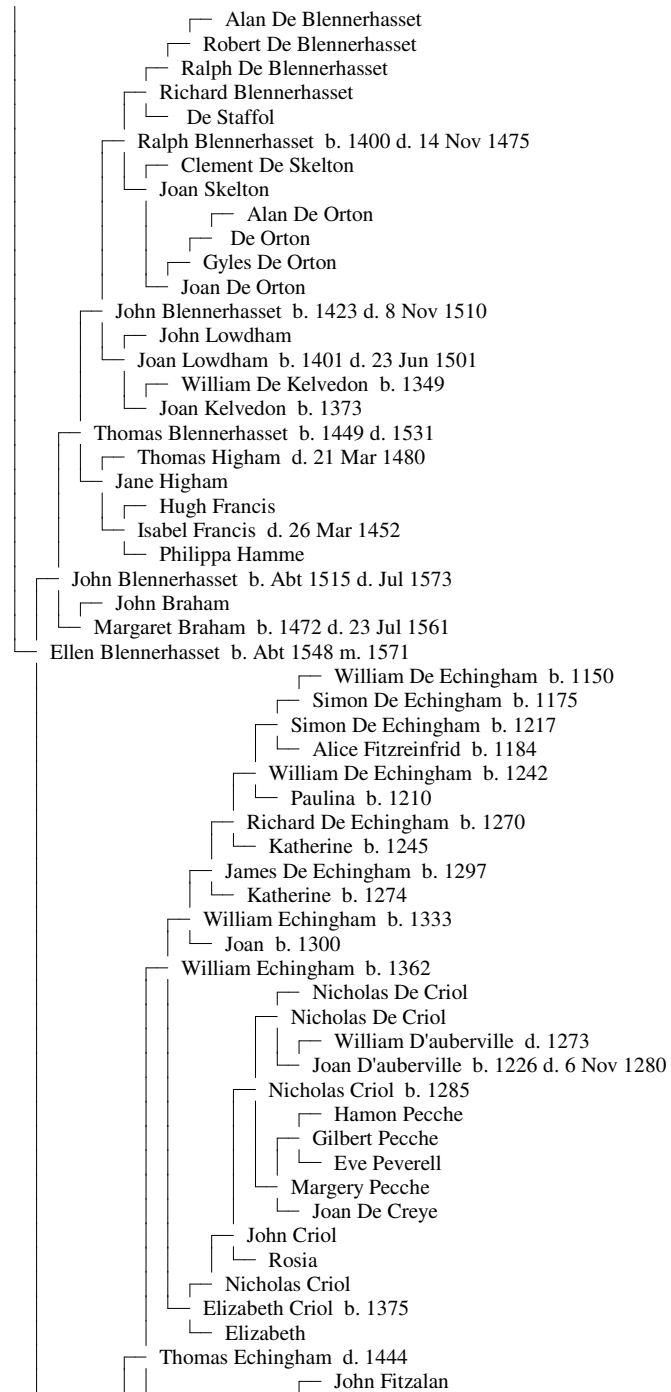 Alan De Blennerhasset
Robert De Blennerhasset
Ralph De Blennerhasset
Richard Blennerhasset
De Staffol
Ralph Blennerhasset b. 1400 d. 14 Nov 1475
Clement De Skelton
Joan Skelton
Alan De Orton
De Orton
Gyles De Orton
Joan De Orton
John Blennerhasset b. 1423 d. 8 Nov 1510
John Lowdham
Joan Lowdham b. 1401 d. 23 Jun 1501
William De Kelvedon b. 1349
Joan Kelvedon b. 1373
Thomas Blennerhasset b. 1449 d. 1531
Thomas Higham d. 21 Mar 1480
Jane Higham
Hugh Francis
Isabel Francis d. 26 Mar 1452
Philippa Hamme
John Blennerhasset b. Abt 1515 d. Jul 1573
John Braham
Margaret Braham b. 1472 d. 23 Jul 1561
Ellen Blennerhasset b. Abt 1548 m. 1571
William De Echingham b. 1150
Simon De Echingham b. 1175
Simon De Echingham b. 1217
Alice Fitzreinfrid b. 1184
William De Echingham b. 1242
Paulina b. 1210
Richard De Echingham b. 1270
Katherine b. 1245
James De Echingham b. 1297
Katherine b. 1274
William Echingham b. 1333
Joan b. 1300
William Echingham b. 1362
Nicholas De Criol
Nicholas De Criol
William D'auberville d. 1273
Joan D'auberville b. 1226 d. 6 Nov 1280
Nicholas Criol b. 1285
Hamon Pecche
Gilbert Pecche
Eve Peverell
Margery Pecche
Joan De Creye
John Criol
Rosia
Nicholas Criol
Elizabeth Criol b. 1375
Elizabeth
Thomas Echingham d. 1444
John Fitzalan